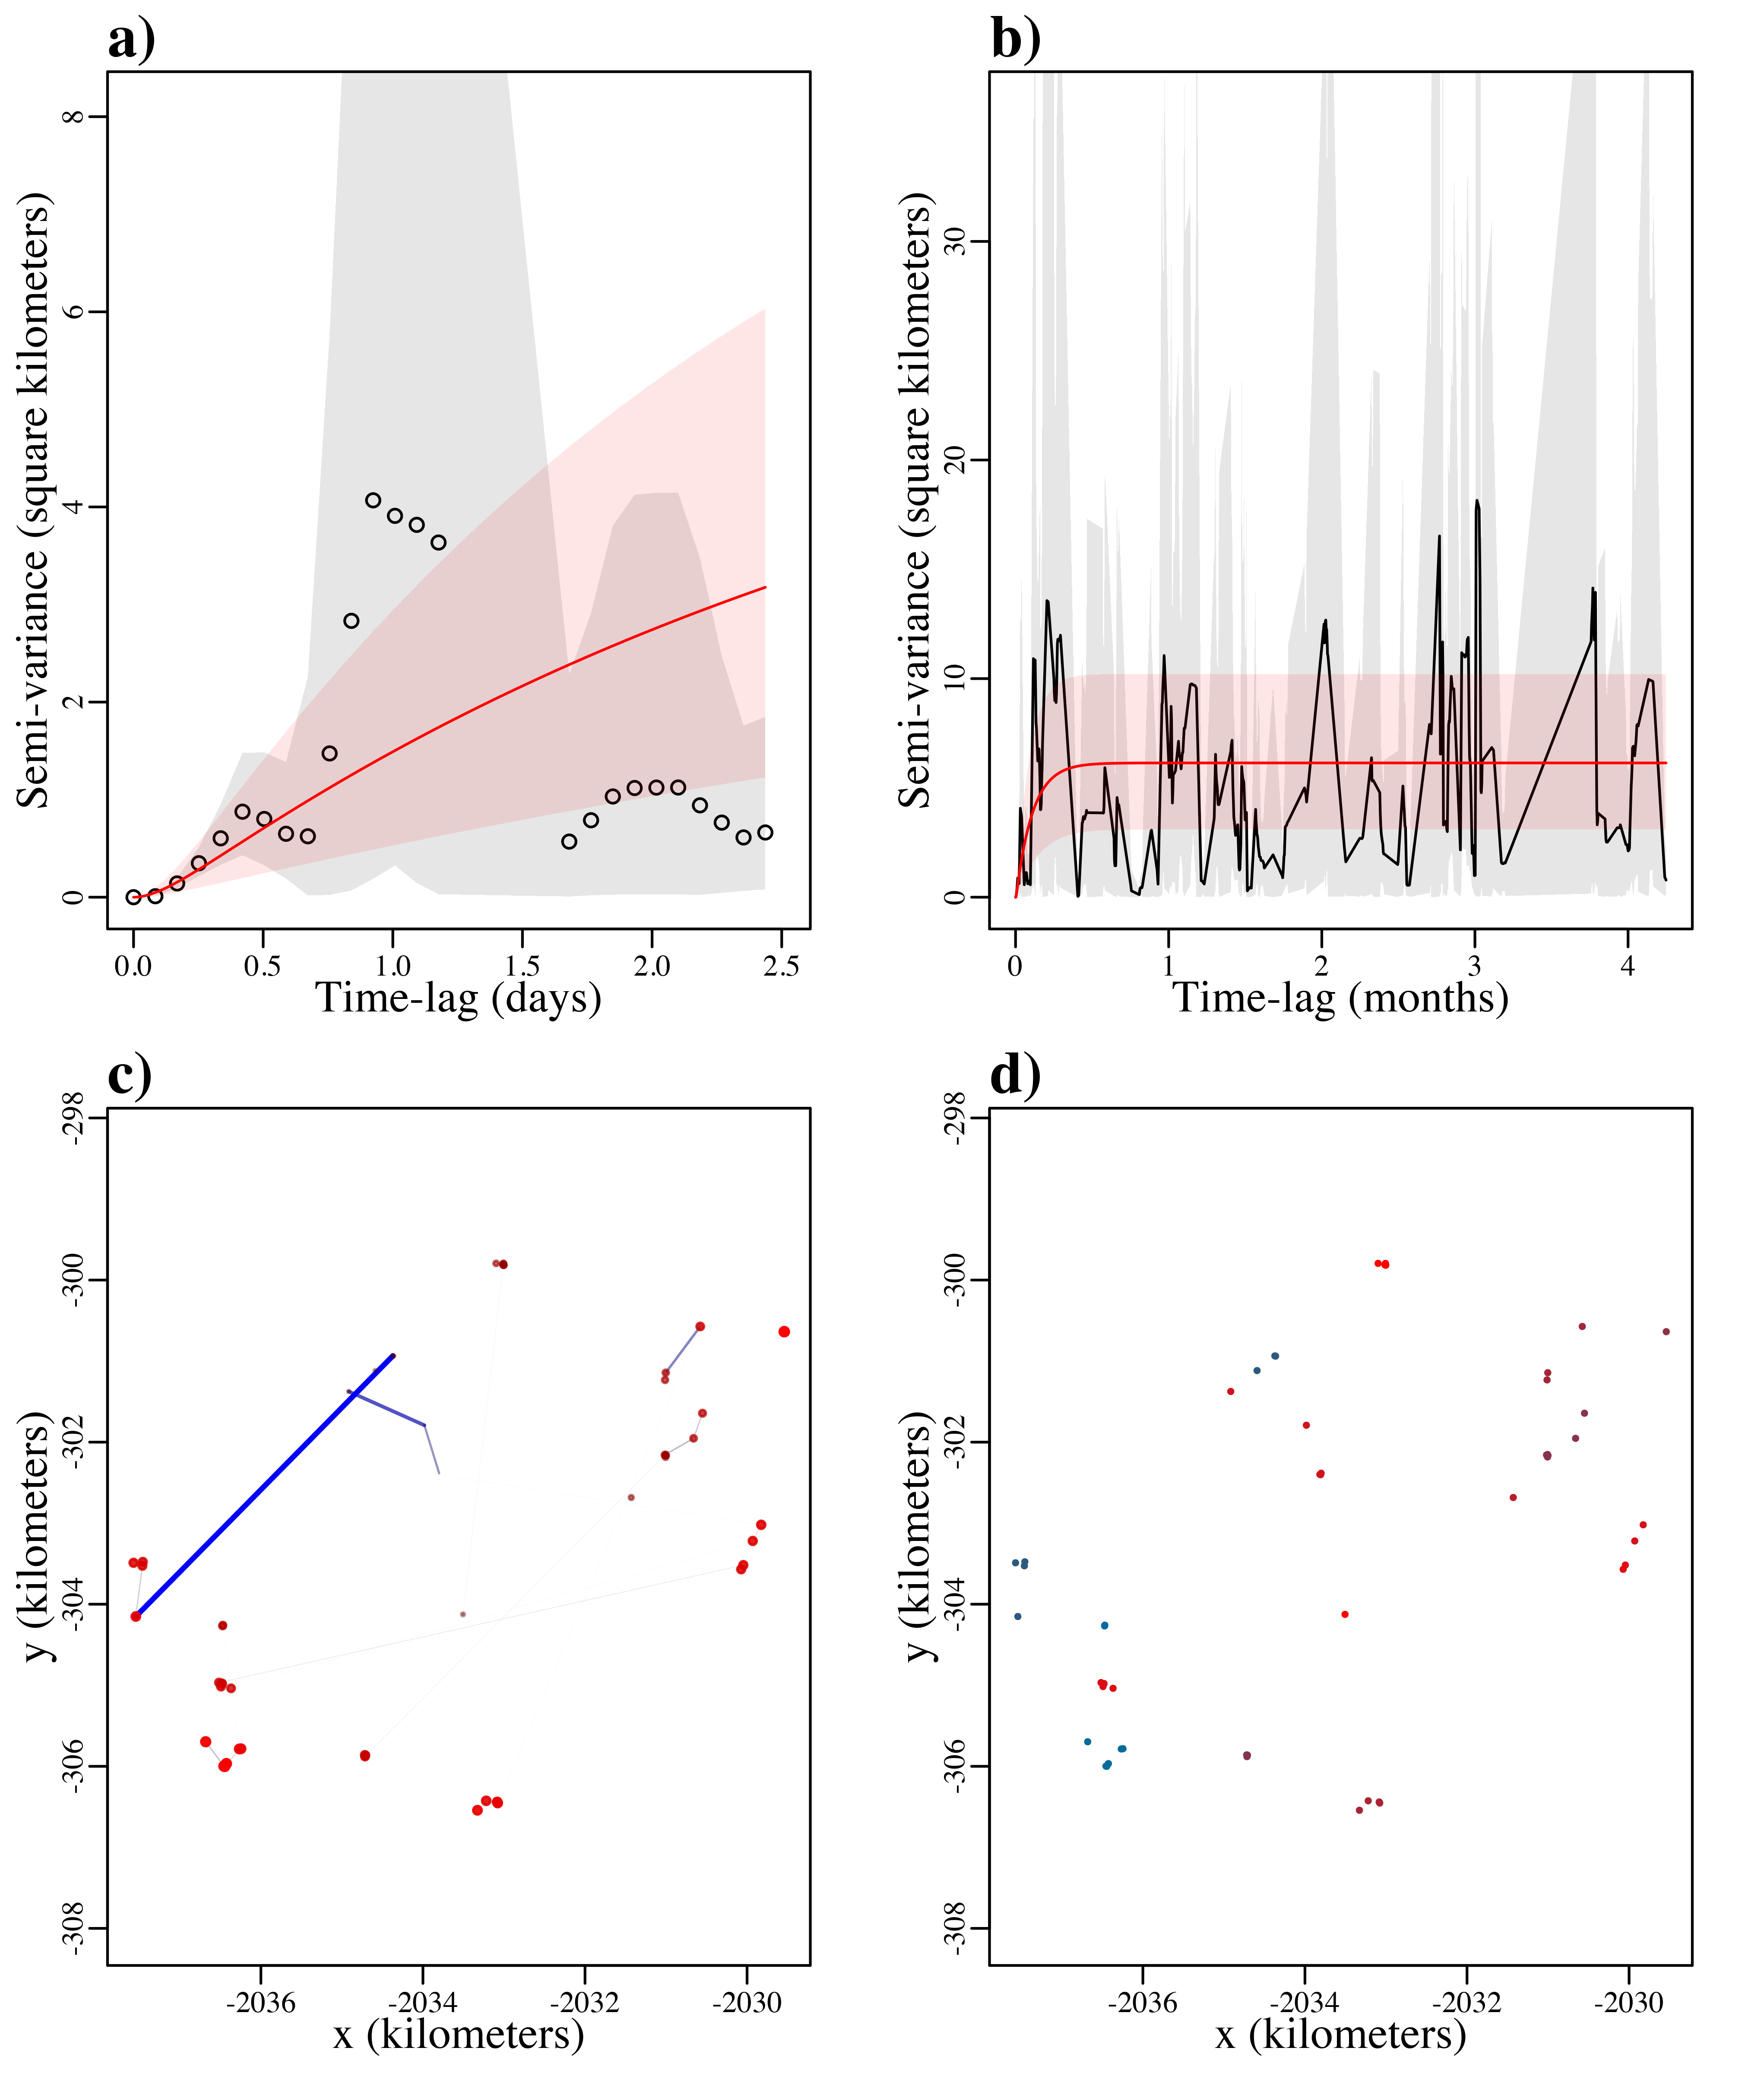 a)
Semi-variance (square kilometers)
8
6
4
2
0
0.0 0.5 1.0 1.5 2.0 2.5
Time-lag (days)
b)
Semi-variance (square kilometers)
30
20
10
0
0 1 2 3 4
Time-lag (months)
c)
y (kilometers)
-298
-300
-302
-304
-306
-308
-2036 -2034 -2032 -2030
x (kilometers)
d)
y (kilometers)
-298
-300
-302
-304
-306
-308
-2036 -2034 -2032 -2030
x (kilometers)